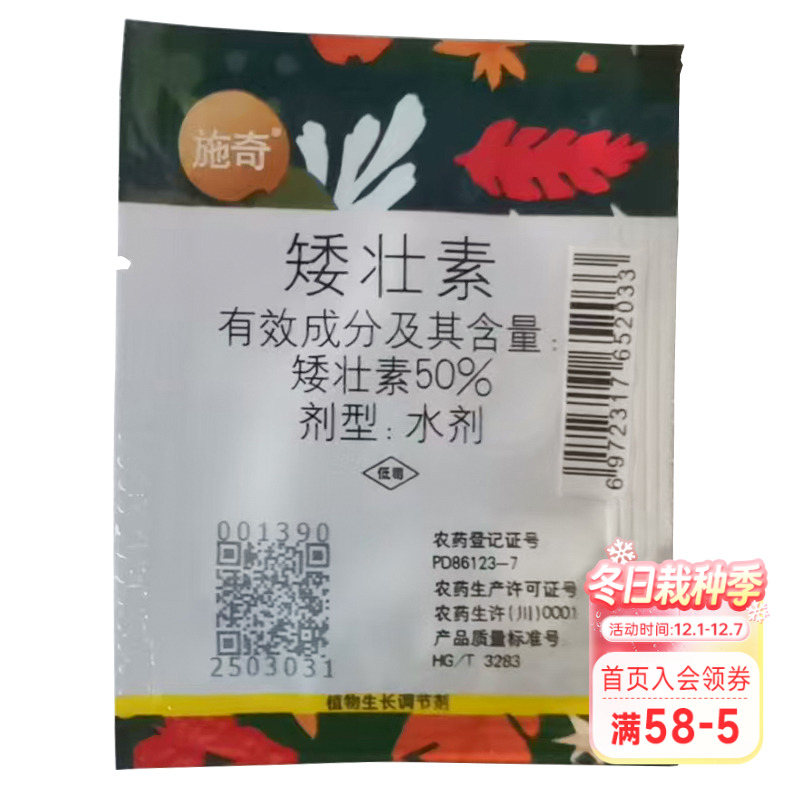 施奇®
矮壮素
有效成分及其含量:
矮壮素50%
剂型:水剂
低毒
6 972317 652033
001390
2503031
农药登记证号
PD86123-7
农药生产许可证号
农药生许(川)0001
产品质量标准号
HG/T 3283
植物生长调节剂
冬日栽种季
活动时间:12.1-12.7
首页入会领券
满58-5